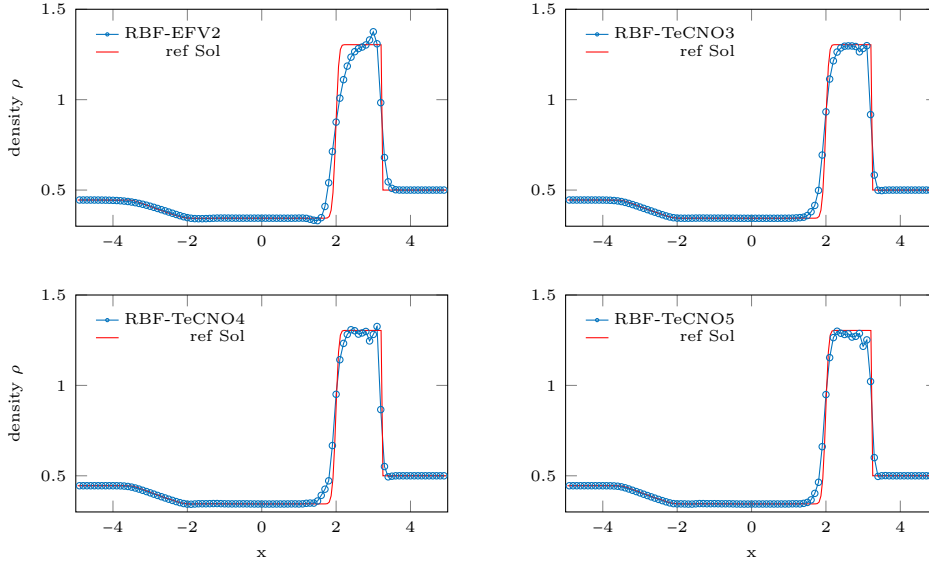 1.5
RBF-EFV2
ref Sol
1
0.5
density ρ
−4
−2
0
2
4
1.5
RBF-TeCNO3
ref Sol
1
0.5
−4
−2
0
2
4
1.5
RBF-TeCNO4
ref Sol
1
0.5
density ρ
−4
−2
0
2
4
x
1.5
RBF-TeCNO5
ref Sol
1
0.5
−4
−2
0
2
4
x